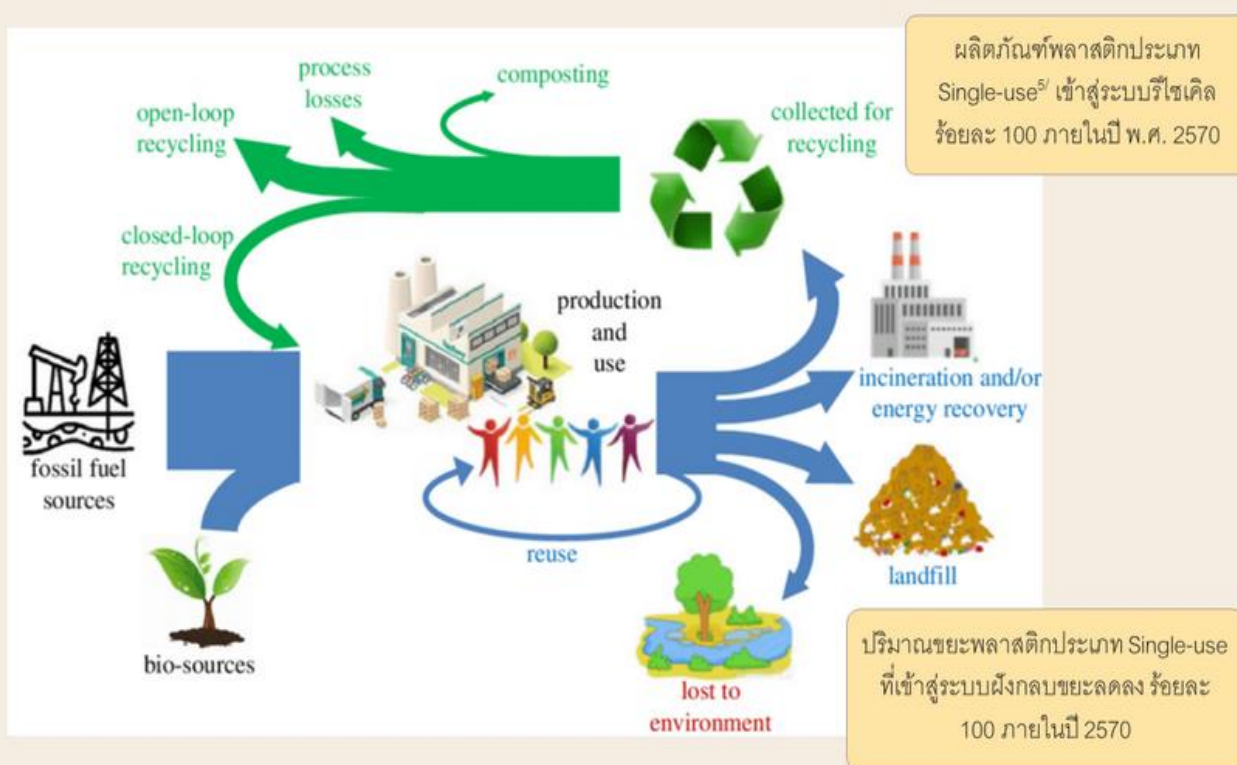 ผลิตภัณฑ์พลาสติกประเภท
Single-use⁵/ เข้าสู่ระบบรีไซเคิล
ร้อยละ 100 ภายในปี พ.ศ. 2570
composting
process
losses
open-loop
recycling
collected for
recycling
closed-loop
recycling
production
and
use
fossil fuel
sources
incineration and/or
energy recovery
reuse
landfill
bio-sources
lost to
environment
ปริมาณขยะพลาสติกประเภท Single-use
ที่เข้าสู่ระบบฝังกลบขยะลดลง ร้อยละ
100 ภายในปี 2570